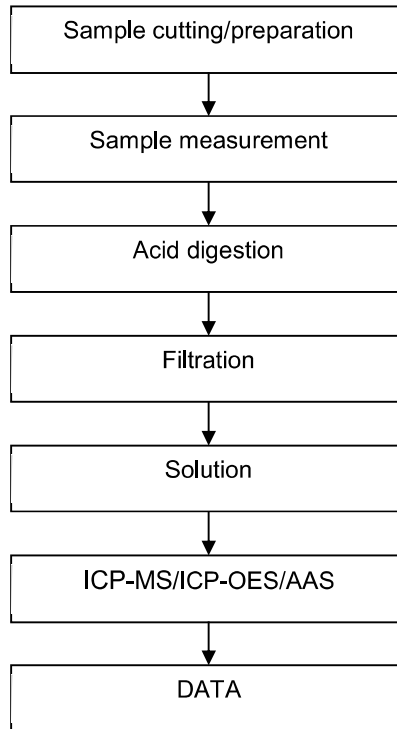 Sample cutting/preparation
Sample measurement
Acid digestion
Filtration
Solution
ICP-MS/ICP-OES/AAS
DATA